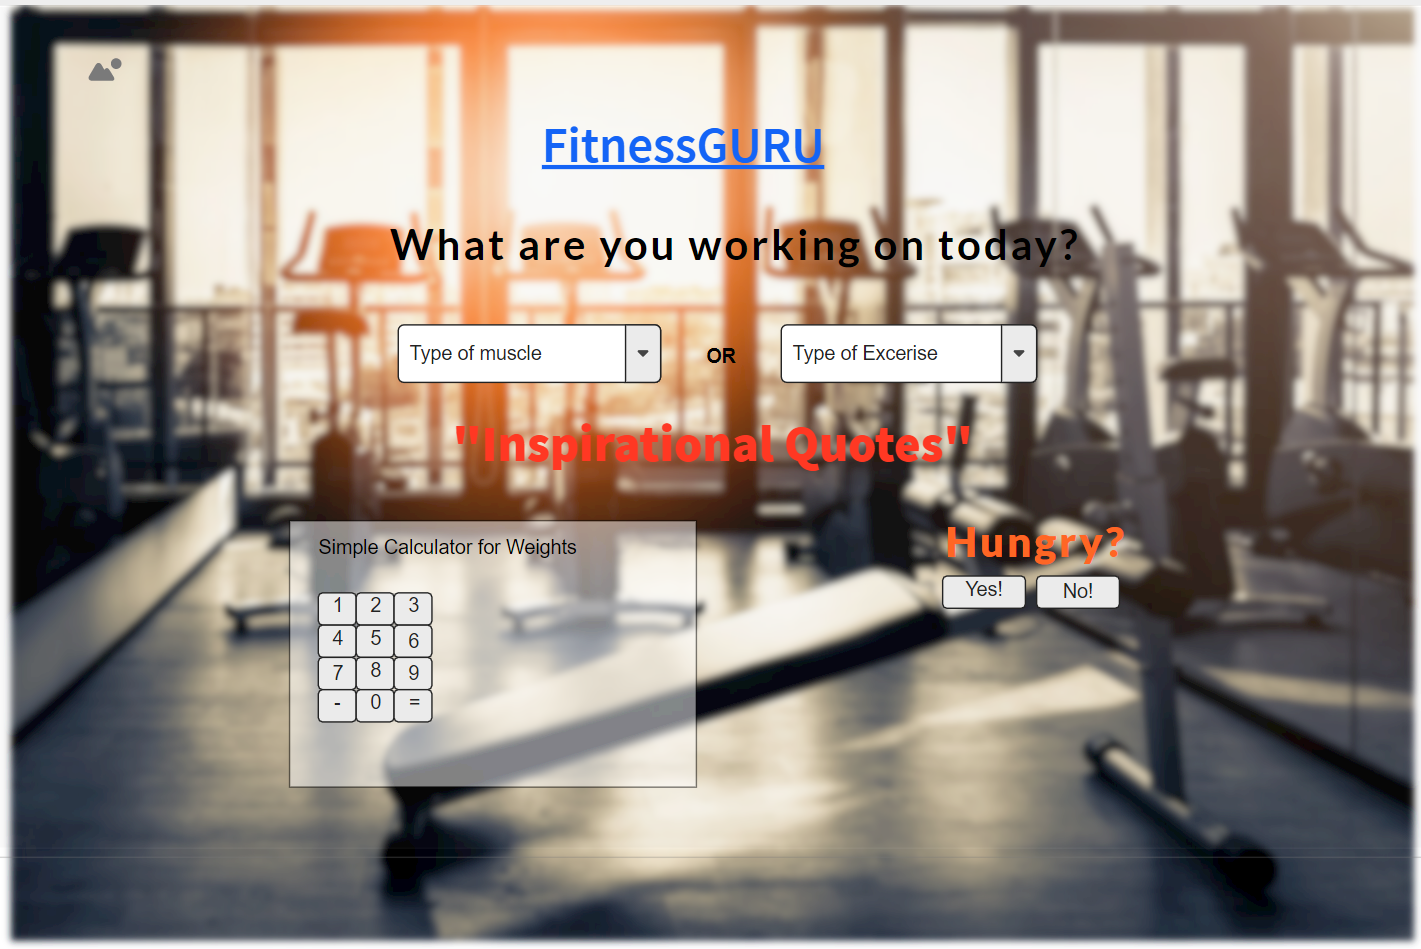 FitnessGURU
What are you working on today?
Type of muscle OR Type of Excerise
"Inspirational Quotes"
Simple Calculator for Weights
Hungry?
Yes! No!
1 2 3
4 5 6
7 8 9
- 0 =